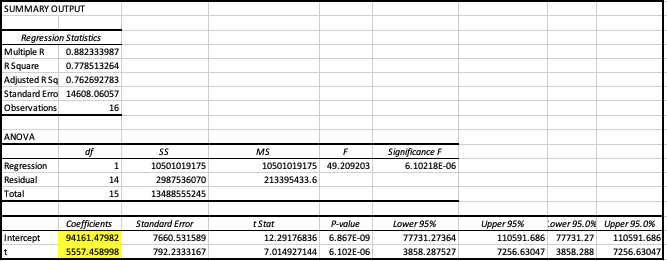 SUMMARY OUTPUT
Regression Statistics
Multiple R 0.882333987
R Square 0.778513264
Adjusted R Sq 0.762692783
Standard Erro 14608.06057
Observations 16
ANOVA
df SS MS F Significance F
Regression 1 10501019175 10501019175 49.209203 6.10218E-06
Residual 14 2987536070 213395433.6
Total 15 13488555245
Coefficients Standard Error t Stat P-value Lower 95% Upper 95% Lower 95.0% Upper 95.0%
Intercept 94161.47982 7660.531589 12.29176836 6.867E-09 77731.27364 110591.686 77731.27 110591.686
t 5557.458998 792.2333167 7.014927144 6.102E-06 3858.287527 7256.63047 3858.288 7256.63047